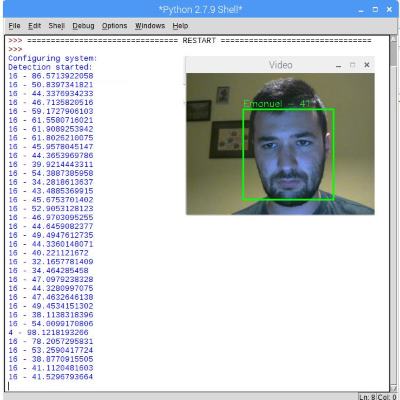 *Python 2.7.9 Shell*
File Edit Shell Debug Options Windows Help
>>> ================================ RESTART ================================
>>>
Configuring system:
Detection started:
16 - 86.5713922058
16 - 50.8397341821
16 - 44.3376934233
16 - 46.7135820516
16 - 59.1727906103
16 - 61.5580716021
16 - 61.9089253942
16 - 61.8026210075
16 - 45.9578045147
16 - 44.3653969786
16 - 39.9214443311
16 - 54.3887385958
16 - 34.2818613637
16 - 43.4885369915
16 - 45.6753701402
16 - 52.9053128123
16 - 46.9703095255
16 - 44.6459082377
16 - 49.4947612735
16 - 44.3360148071
16 - 40.221121672
16 - 32.1657781409
16 - 34.464285458
16 - 47.0979238328
16 - 44.3280997075
16 - 47.4632646138
16 - 49.4534151302
16 - 38.1138318396
16 - 54.0099170806
4 - 98.1218193266
16 - 78.2057295831
16 - 53.2590417724
16 - 38.8770915505
16 - 41.1120481603
16 - 41.5296793664
Video
Emanuel - 41
Ln: 8 Col: 0